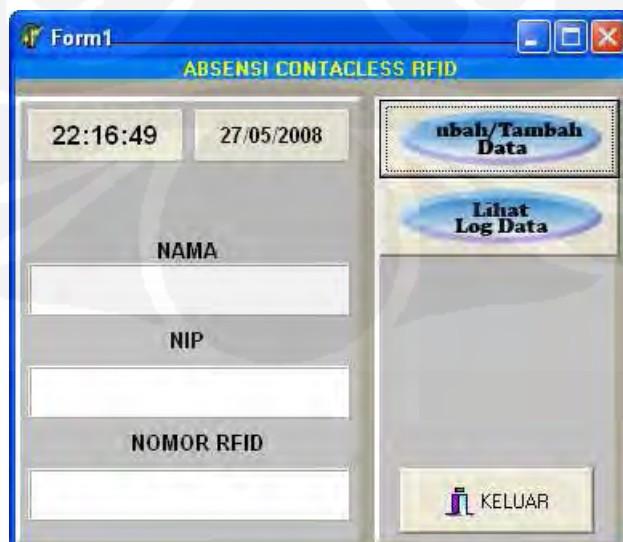 Form1
ABSENSI CONTACLESS RFID
22:16:49
27/05/2008
ubah/Tambah
Data
Lihat
Log Data
NAMA
NIP
NOMOR RFID
KELUAR